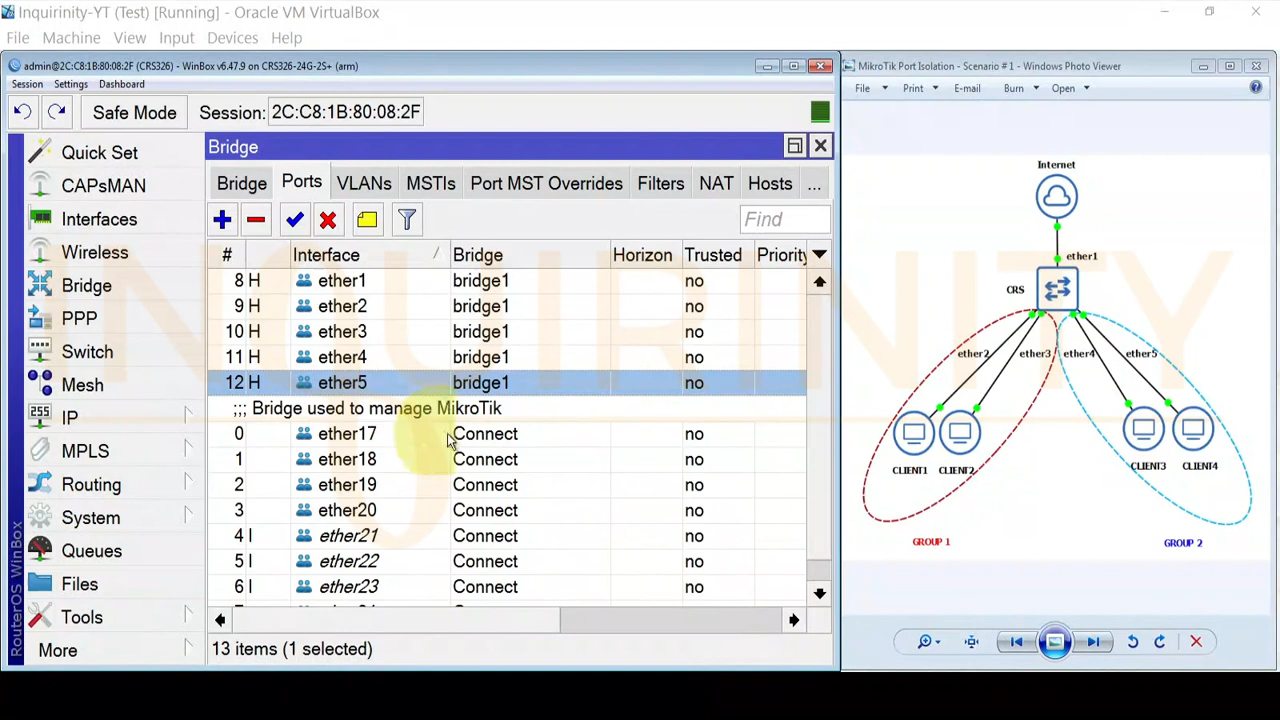 Inquirinity-YT (Test) [Running] - Oracle VM VirtualBox
File Machine View Input Devices Help
admin@2C:C8:1B:80:08:2F (CRS326) - WinBox v6.47.9 on CRS326-24G-2S+ (arm)
Session Settings Dashboard
Safe Mode Session: 2C:C8:1B:80:08:2F
Quick Set
CAPsMAN
Interfaces
Wireless
Bridge
PPP
Switch
Mesh
255
IP
MPLS
Routing
System
Queues
Files
Tools
More
RouterOS WinBox
Bridge
Bridge Ports VLANs MSTIs Port MST Overrides Filters NAT Hosts ...
Find
# Interface / Bridge Horizon Trusted Priority
8 H ether1 bridge1 no
9 H ether2 bridge1 no
10 H ether3 bridge1 no
11 H ether4 bridge1 no
12 H ether5 bridge1 no
;;; Bridge used to manage MikroTik
0 ether17 Connect no
1 ether18 Connect no
2 ether19 Connect no
3 ether20 Connect no
4 I ether21 Connect no
5 I ether22 Connect no
6 I ether23 Connect no
13 items (1 selected)
MikroTik Port Isolation - Scenario #1 - Windows Photo Viewer
File Print E-mail Burn Open
Internet
ether1
CRS
ether2 ether3 ether4 ether5
CLIENT1 CLIENT2 CLIENT3 CLIENT4
GROUP 1 GROUP 2
INQUIRINITY